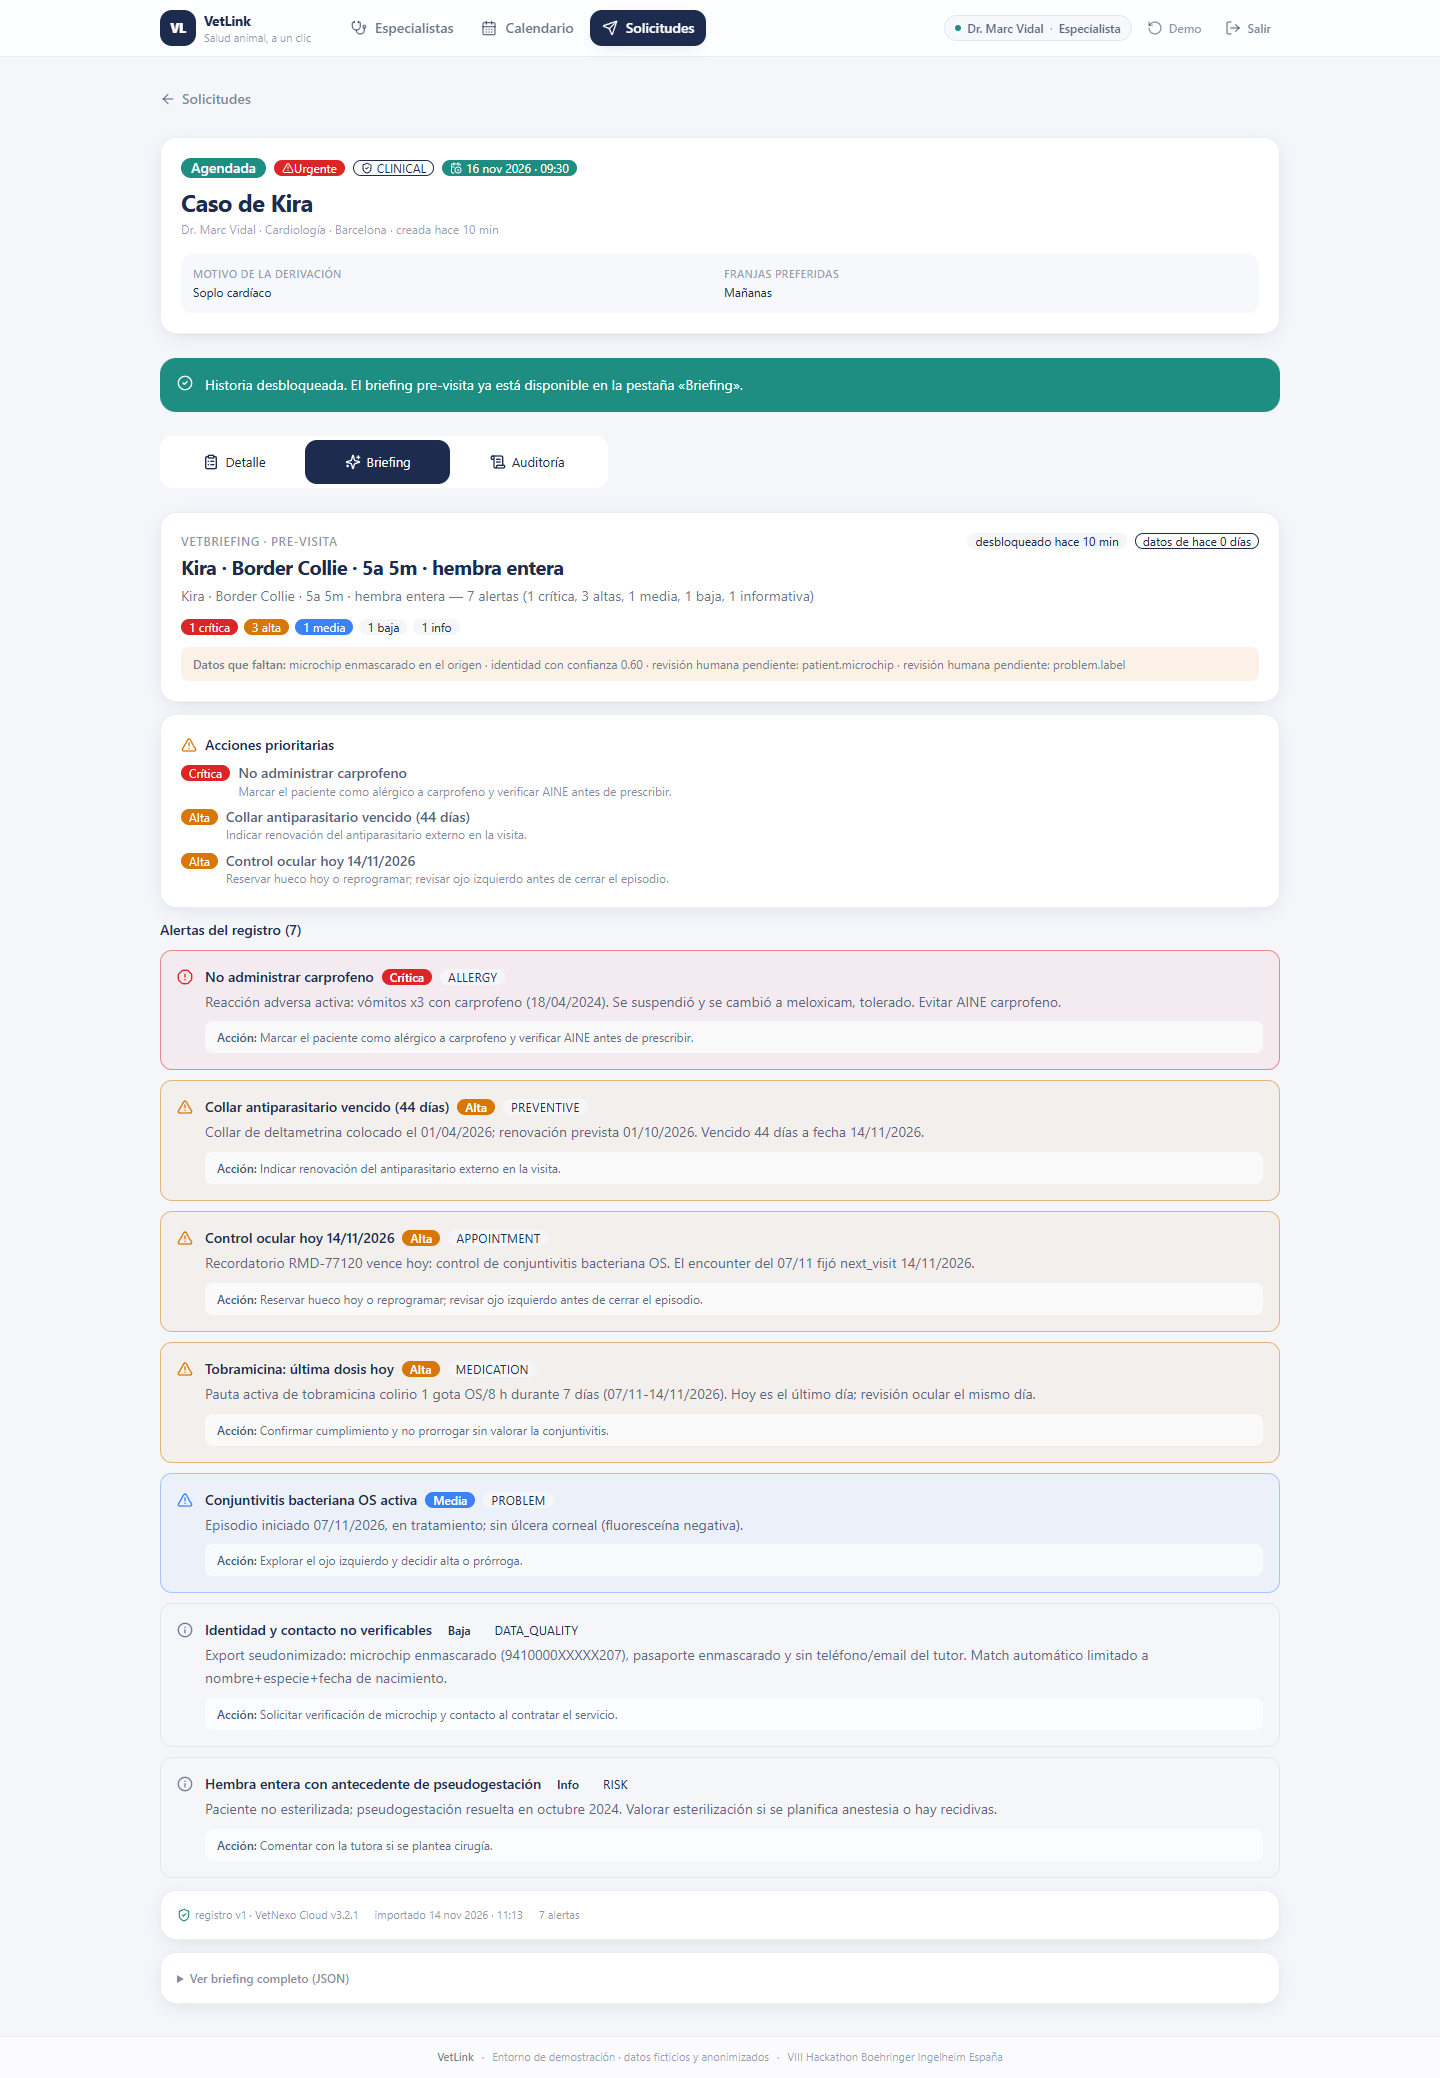 VL
VetLink
Salud animal, a un clic
Especialistas
Calendario
Solicitudes
Dr. Marc Vidal · Especialista
Demo
Salir
Solicitudes
Agendada
Urgente
CLINICAL
16 nov 2026 · 09:30
Caso de Kira
Dr. Marc Vidal · Cardiología · Barcelona · creada hace 10 min
MOTIVO DE LA DERIVACIÓN
Soplo cardíaco
FRANJAS PREFERIDAS
Mañanas
Historia desbloqueada. El briefing pre-visita ya está disponible en la pestaña «Briefing».
Detalle
Briefing
Auditoría
VETBRIEFING · PRE-VISITA
desbloqueado hace 10 min
datos de hace 0 días
Kira · Border Collie · 5a 5m · hembra entera
Kira · Border Collie · 5a 5m · hembra entera — 7 alertas (1 crítica, 3 altas, 1 media, 1 baja, 1 informativa)
1 crítica
3 alta
1 media
1 baja
1 info
Datos que faltan: microchip enmascarado en el origen · identidad con confianza 0.60 · revisión humana pendiente: patient.microchip · revisión humana pendiente: problem.label
Acciones prioritarias
Crítica No administrar carprofeno
Marcar el paciente como alérgico a carprofeno y verificar AINE antes de prescribir.
Alta Collar antiparasitario vencido (44 días)
Indicar renovación del antiparasitario externo en la visita.
Alta Control ocular hoy 14/11/2026
Reservar hueco hoy o reprogramar; revisar ojo izquierdo antes de cerrar el episodio.
Alertas del registro (7)
No administrar carprofeno Crítica ALLERGY
Reacción adversa activa: vómitos x3 con carprofeno (18/04/2024). Se suspendió y se cambió a meloxicam, tolerado. Evitar AINE carprofeno.
Acción: Marcar el paciente como alérgico a carprofeno y verificar AINE antes de prescribir.
Collar antiparasitario vencido (44 días) Alta PREVENTIVE
Collar de deltametrina colocado el 01/04/2026; renovación prevista 01/10/2026. Vencido 44 días a fecha 14/11/2026.
Acción: Indicar renovación del antiparasitario externo en la visita.
Control ocular hoy 14/11/2026 Alta APPOINTMENT
Recordatorio RMD-77120 vence hoy: control de conjuntivitis bacteriana OS. El encounter del 07/11 fijó next_visit 14/11/2026.
Acción: Reservar hueco hoy o reprogramar; revisar ojo izquierdo antes de cerrar el episodio.
Tobramicina: última dosis hoy Alta MEDICATION
Pauta activa de tobramicina colirio 1 gota OS/8 h durante 7 días (07/11-14/11/2026). Hoy es el último día; revisión ocular el mismo día.
Acción: Confirmar cumplimiento y no prorrogar sin valorar la conjuntivitis.
Conjuntivitis bacteriana OS activa Media PROBLEM
Episodio iniciado 07/11/2026, en tratamiento; sin úlcera corneal (fluoresceína negativa).
Acción: Explorar el ojo izquierdo y decidir alta o prórroga.
Identidad y contacto no verificables Baja DATA_QUALITY
Export seudonimizado: microchip enmascarado (9410000XXXXX207), pasaporte enmascarado y sin teléfono/email del tutor. Match automático limitado a
nombre+especie+fecha de nacimiento.
Acción: Solicitar verificación de microchip y contacto al contratar el servicio.
Hembra entera con antecedente de pseudogestación Info RISK
Paciente no esterilizada; pseudogestación resuelta en octubre 2024. Valorar esterilización si se planifica anestesia o hay recidivas.
Acción: Comentar con la tutora si se plantea cirugía.
registro v1 · VetNexo Cloud v3.2.1 importado 14 nov 2026 · 11:13 7 alertas
Ver briefing completo (JSON)
VetLink · Entorno de demostración · datos ficticios y anonimizados · VIII Hackathon Boehringer Ingelheim España